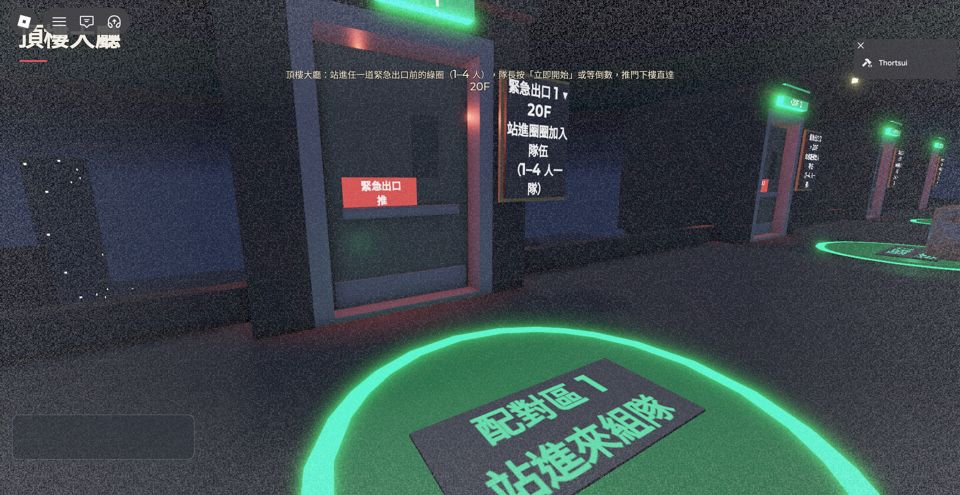 頂樓大廳
頂樓大廳：站進任一道緊急出口前的綠圈（1–4 人），隊長按「立即開始」或等倒數，推門下樓直達
20F
Thortsui
緊急出口 1 ▼
20F
站進圈圈加入
隊伍
（1–4 人一
隊）
緊急出口
推
配對區 1
站進來組隊